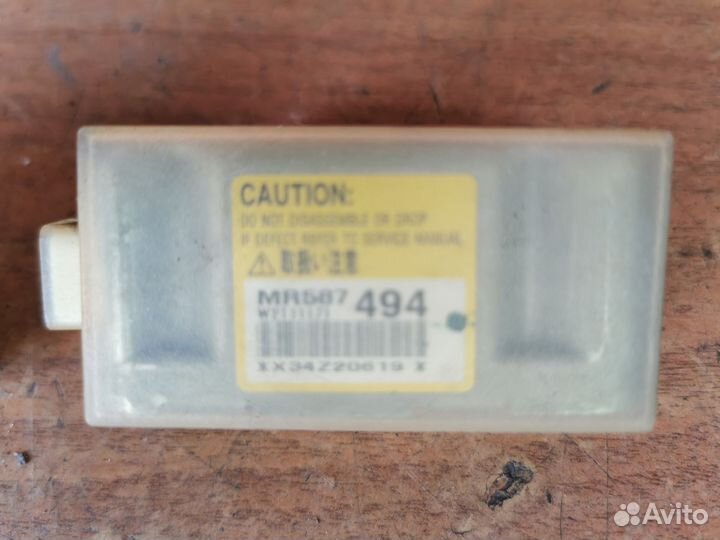 CAUTION:
DO NOT DISASSEMBLE OR DROP
IF DEFECT REFER TO SERVICE MANUAL
⚠ 取扱い注意
MR587 494
*X34Z20619*
Avito